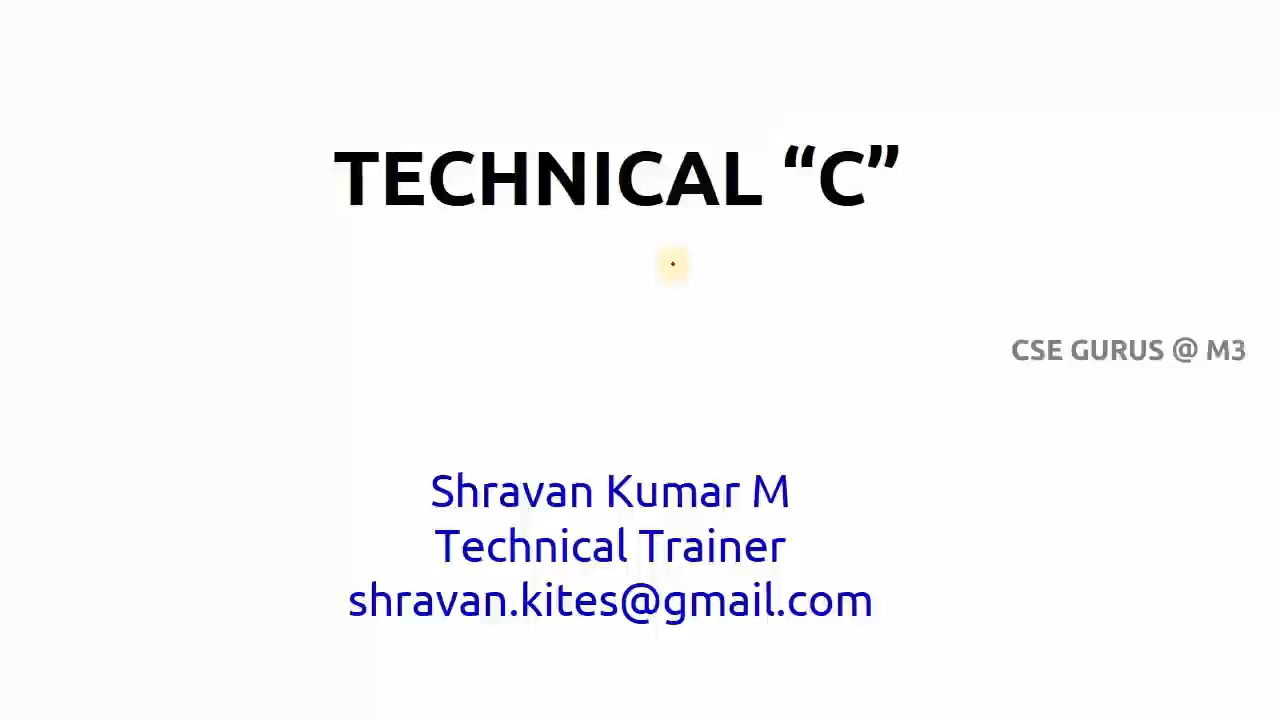 TECHNICAL “C”
CSE GURUS @ M3
Shravan Kumar M
Technical Trainer
shravan.kites@gmail.com